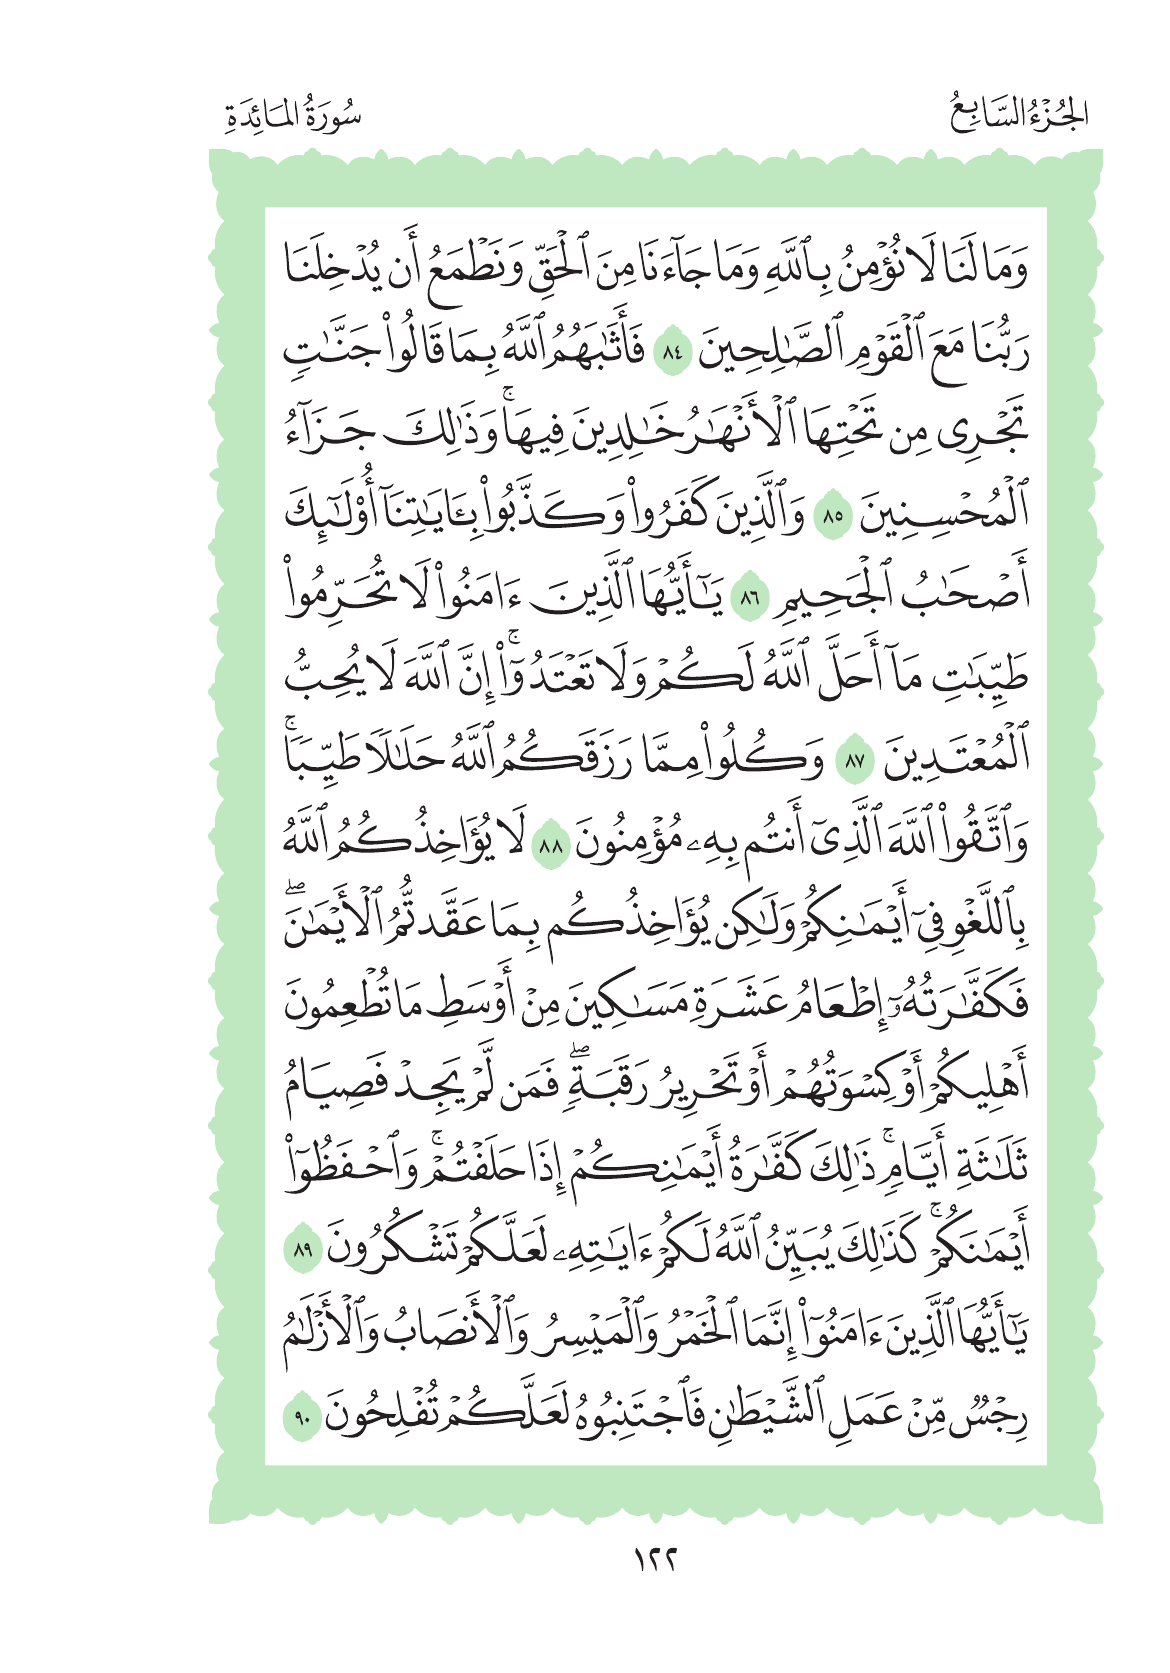 الجُزْءُ السَّابِعُ
سُورَةُ المَائِدَةِ
وَمَا لَنَا لَا نُؤۡمِنُ بِٱللَّهِ وَمَا جَآءَنَا مِنَ ٱلۡحَقِّ وَنَطۡمَعُ أَن يُدۡخِلَنَا
رَبُّنَا مَعَ ٱلۡقَوۡمِ ٱلصَّٰلِحِينَ ٨٤ فَأَثَٰبَهُمُ ٱللَّهُ بِمَا قَالُواْ جَنَّٰتٖ
تَجۡرِي مِن تَحۡتِهَا ٱلۡأَنۡهَٰرُ خَٰلِدِينَ فِيهَاۚ وَذَٰلِكَ جَزَآءُ
ٱلۡمُحۡسِنِينَ ٨٥ وَٱلَّذِينَ كَفَرُواْ وَكَذَّبُواْ بِـَٔايَٰتِنَآ أُوْلَٰٓئِكَ
أَصۡحَٰبُ ٱلۡجَحِيمِ ٨٦ يَٰٓأَيُّهَا ٱلَّذِينَ ءَامَنُواْ لَا تُحَرِّمُواْ
طَيِّبَٰتِ مَآ أَحَلَّ ٱللَّهُ لَكُمۡ وَلَا تَعۡتَدُوٓاْۚ إِنَّ ٱللَّهَ لَا يُحِبُّ
ٱلۡمُعۡتَدِينَ ٨٧ وَكُلُواْ مِمَّا رَزَقَكُمُ ٱللَّهُ حَلَٰلٗا طَيِّبٗاۚ
وَٱتَّقُواْ ٱللَّهَ ٱلَّذِيٓ أَنتُم بِهِۦ مُؤۡمِنُونَ ٨٨ لَا يُؤَاخِذُكُمُ ٱللَّهُ
بِٱللَّغۡوِ فِيٓ أَيۡمَٰنِكُمۡ وَلَٰكِن يُؤَاخِذُكُم بِمَا عَقَّدتُّمُ ٱلۡأَيۡمَٰنَۖ
فَكَفَّٰرَتُهُۥٓ إِطۡعَامُ عَشَرَةِ مَسَٰكِينَ مِنۡ أَوۡسَطِ مَا تُطۡعِمُونَ
أَهۡلِيكُمۡ أَوۡ كِسۡوَتُهُمۡ أَوۡ تَحۡرِيرُ رَقَبَةٖۖ فَمَن لَّمۡ يَجِدۡ فَصِيَامُ
ثَلَٰثَةِ أَيَّامٖۚ ذَٰلِكَ كَفَّٰرَةُ أَيۡمَٰنِكُمۡ إِذَا حَلَفۡتُمۡۚ وَٱحۡفَظُوٓاْ
أَيۡمَٰنَكُمۡۚ كَذَٰلِكَ يُبَيِّنُ ٱللَّهُ لَكُمۡ ءَايَٰتِهِۦ لَعَلَّكُمۡ تَشۡكُرُونَ ٨٩
يَٰٓأَيُّهَا ٱلَّذِينَ ءَامَنُوٓاْ إِنَّمَا ٱلۡخَمۡرُ وَٱلۡمَيۡسِرُ وَٱلۡأَنصَابُ وَٱلۡأَزۡلَٰمُ
رِجۡسٞ مِّنۡ عَمَلِ ٱلشَّيۡطَٰنِ فَٱجۡتَنِبُوهُ لَعَلَّكُمۡ تُفۡلِحُونَ ٩٠
١٢٢